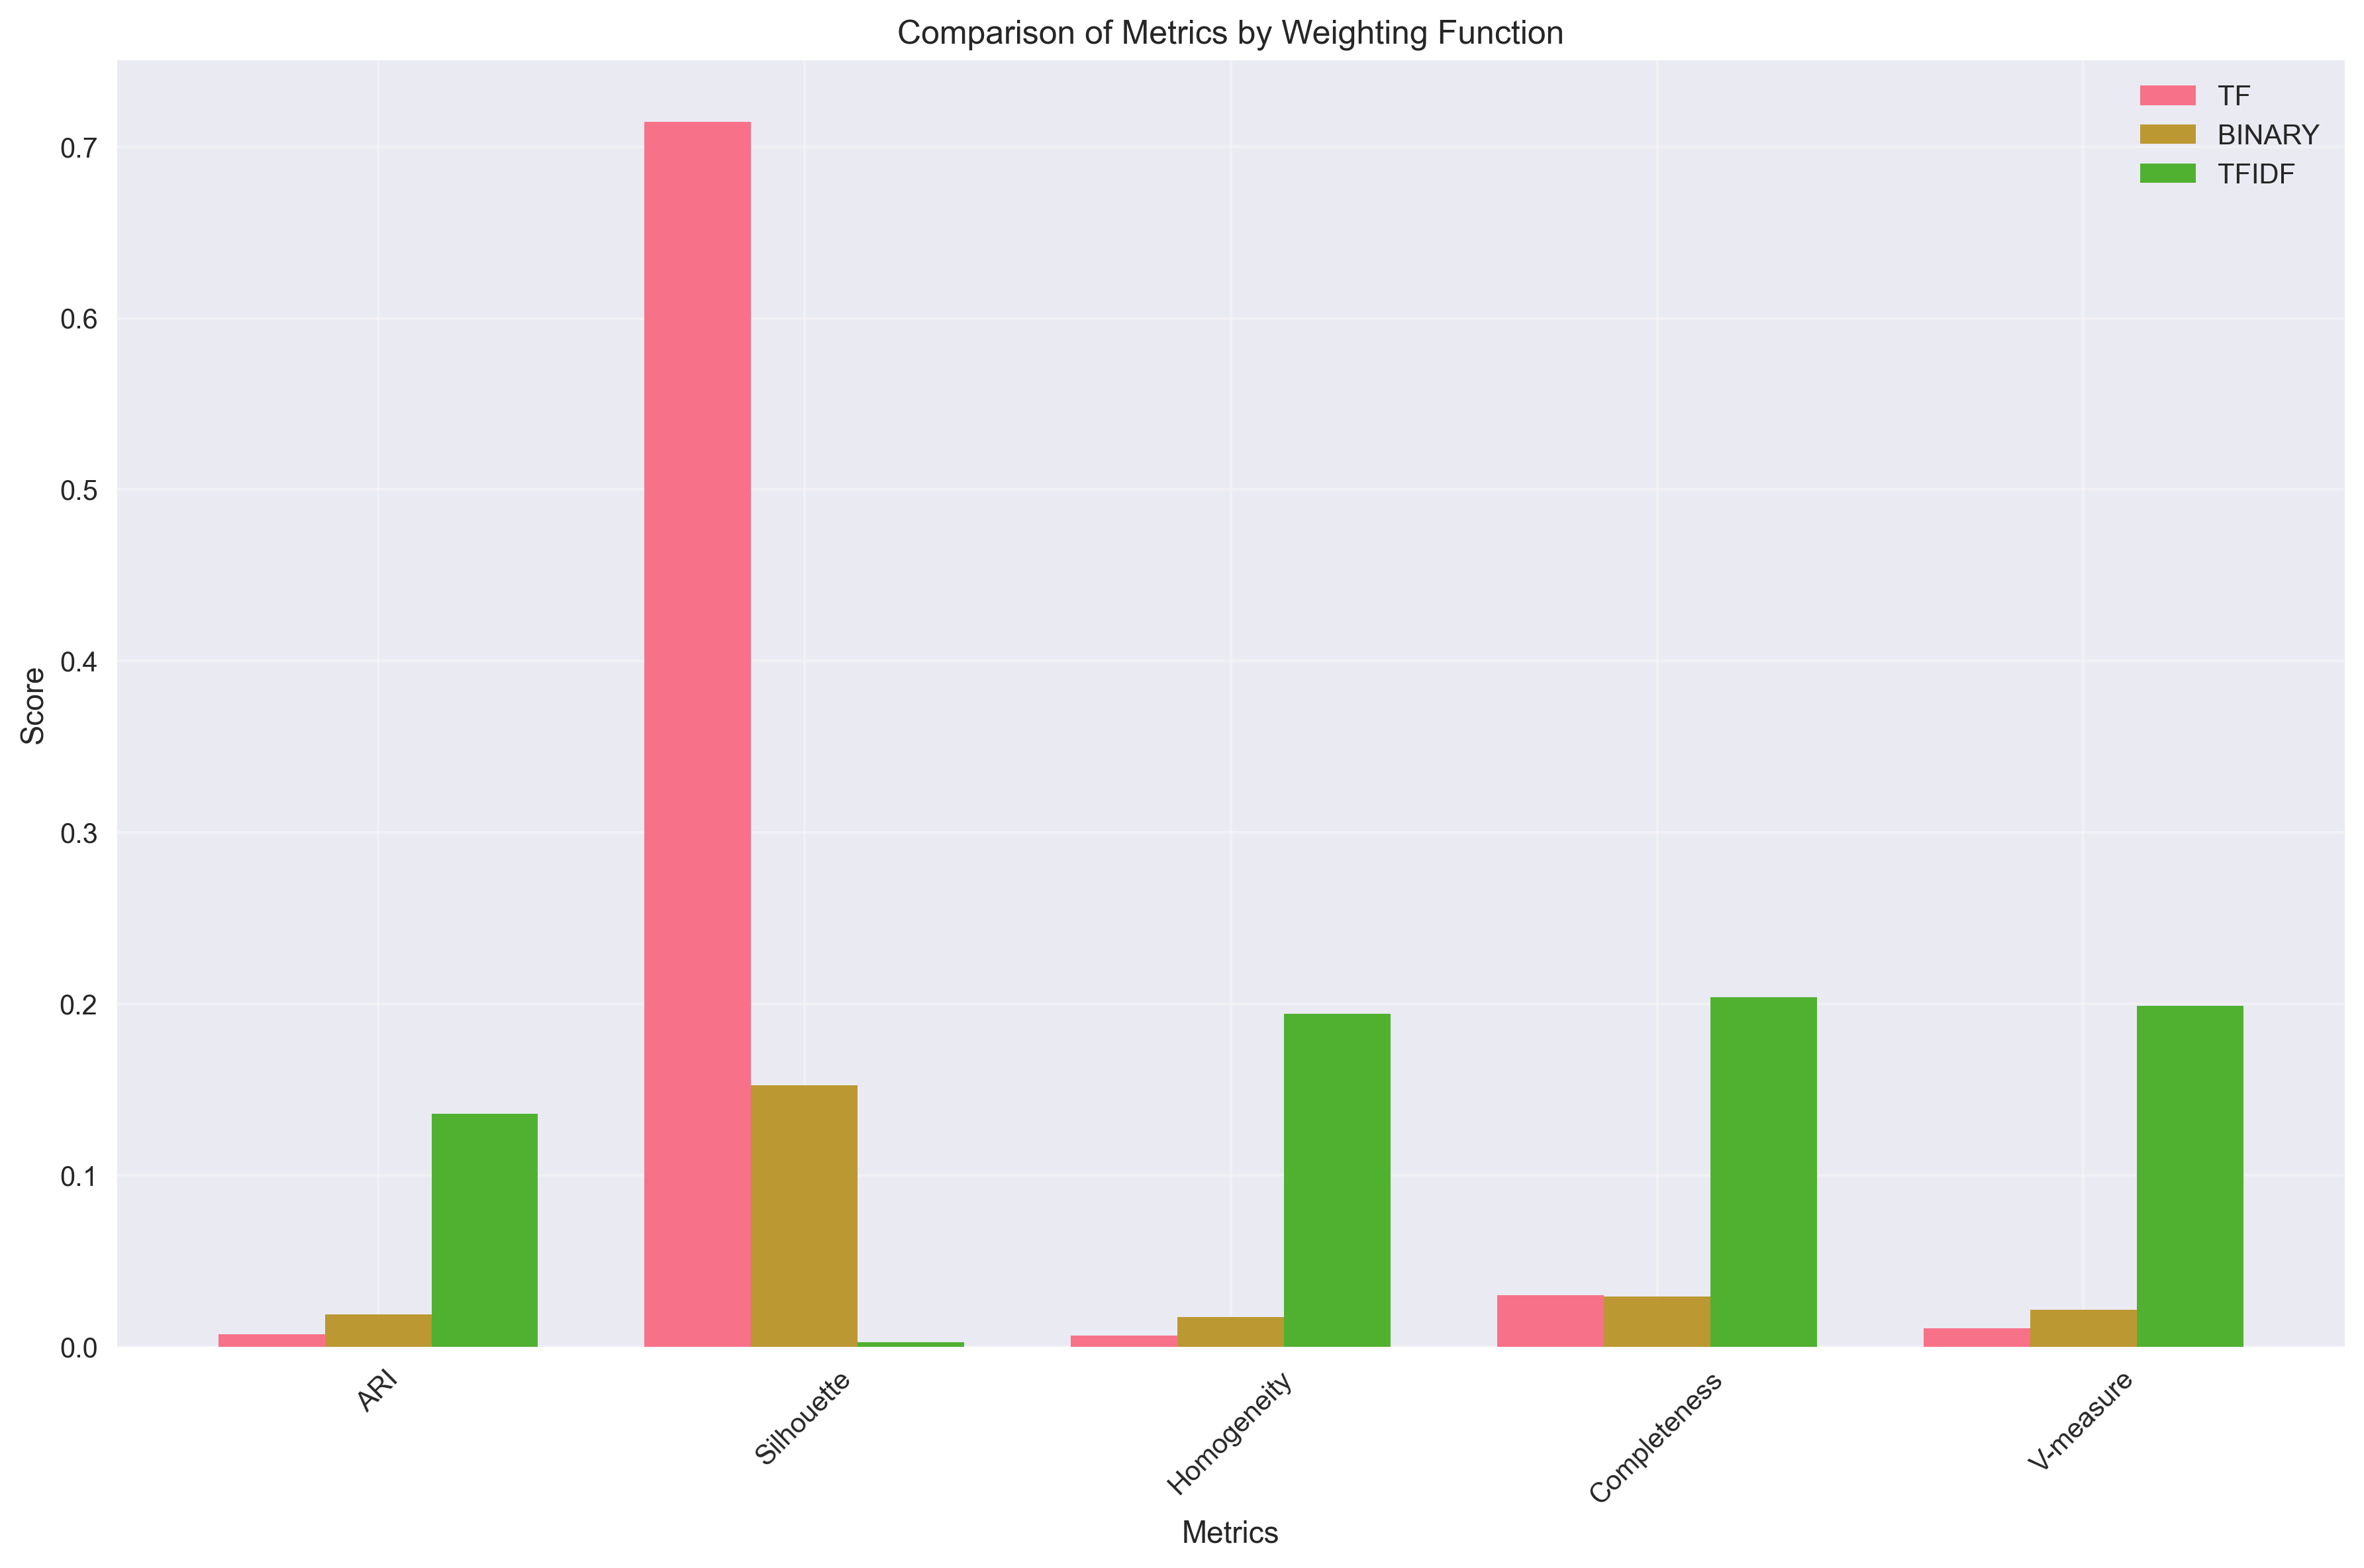 Comparison of Metrics by Weighting Function
TF
BINARY
TFIDF
0.7
0.6
0.5
0.4
0.3
0.2
0.1
0.0
Score
ARI
Silhouette
Homogeneity
Completeness
V-measure
Metrics